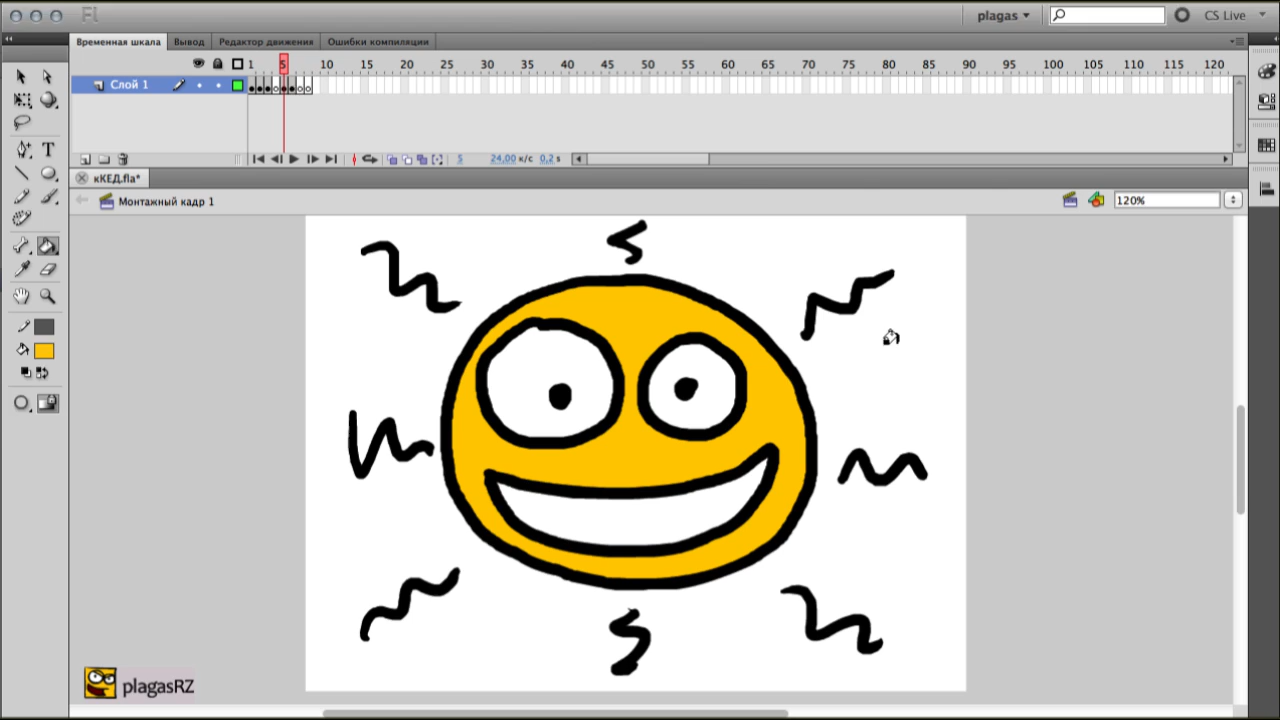 Fl plagas CS Live
Временная шкала Вывод Редактор движения Ошибки компиляции
1 5 10 15 20 25 30 35 40 45 50 55 60 65 70 75 80 85 90 95 100 105 110 115 120
Слой 1
5 24,00 к/с 0,2 s
кКЕД.fla*
Монтажный кадр 1 120%
T
plagasRZ